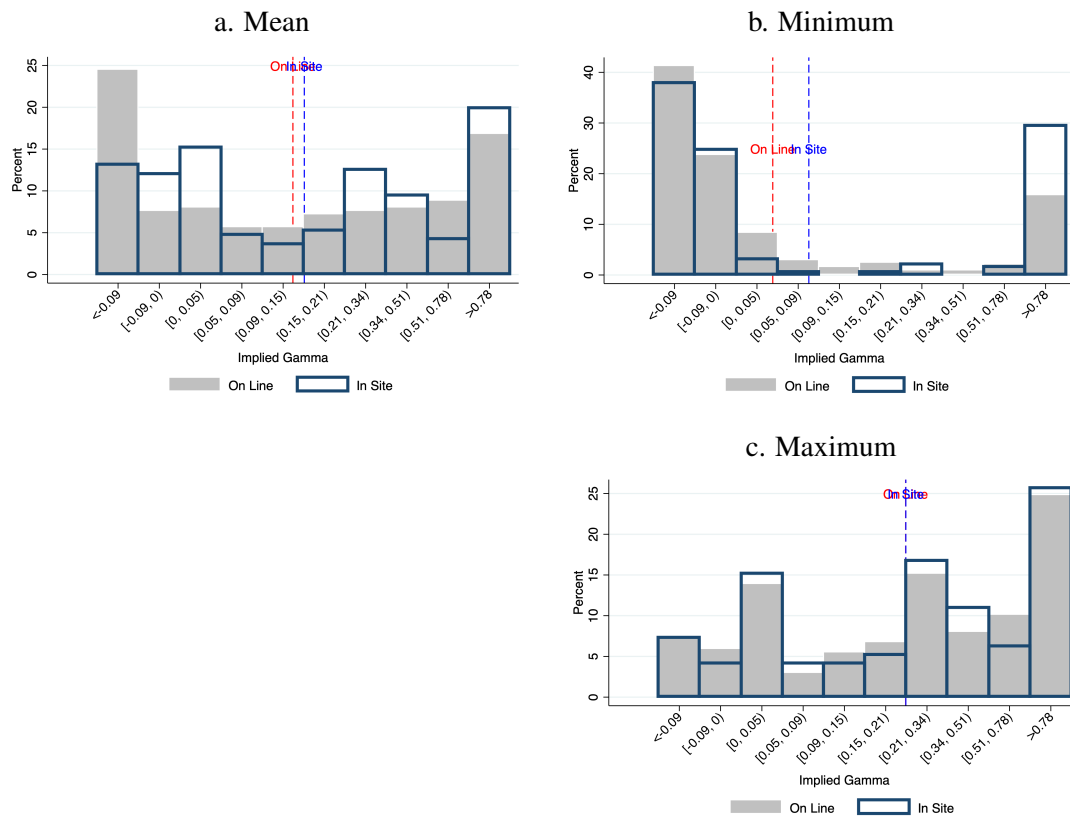 a. Mean
On Line
In Site
25
20
15
10
5
0
Percent
<-0.09
[-0.09, 0)
[0, 0.05)
[0.05, 0.09)
[0.09, 0.15)
[0.15, 0.21)
[0.21, 0.34)
[0.34, 0.51)
[0.51, 0.78)
>0.78
Implied Gamma
On Line
In Site
b. Minimum
On Line
In Site
40
30
20
10
0
Percent
<-0.09
[-0.09, 0)
[0, 0.05)
[0.05, 0.09)
[0.09, 0.15)
[0.15, 0.21)
[0.21, 0.34)
[0.34, 0.51)
[0.51, 0.78)
>0.78
Implied Gamma
On Line
In Site
c. Maximum
On Line
In Site
25
20
15
10
5
0
Percent
<-0.09
[-0.09, 0)
[0, 0.05)
[0.05, 0.09)
[0.09, 0.15)
[0.15, 0.21)
[0.21, 0.34)
[0.34, 0.51)
[0.51, 0.78)
>0.78
Implied Gamma
On Line
In Site